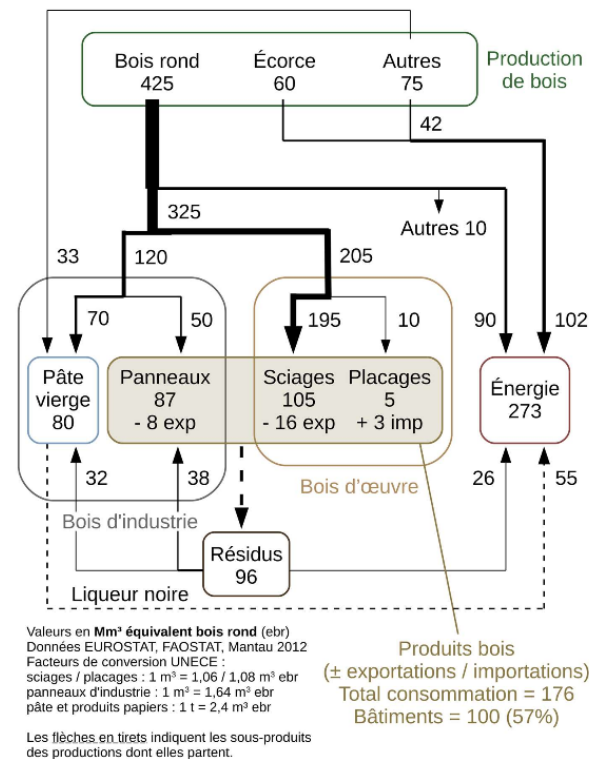 Bois rond
425
Écorce
60
Autres
75
Production
de bois
42
325
Autres 10
33
120
205
70
50
195
10
90
102
Pâte
vierge
80
Panneaux
87
- 8 exp
Sciages
105
- 16 exp
Placages
5
+ 3 imp
Énergie
273
32
38
26
55
Bois d'industrie
Bois d’œuvre
Résidus
96
Liqueur noire
Valeurs en Mm³ équivalent bois rond (ebr)
Données EUROSTAT, FAOSTAT, Mantau 2012
Facteurs de conversion UNECE :
sciages / placages : 1 m³ = 1,06 / 1,08 m³ ebr
panneaux d'industrie : 1 m³ = 1,64 m³ ebr
pâte et produits papiers : 1 t = 2,4 m³ ebr
Les flèches en tirets indiquent les sous-produits
des productions dont elles partent.
Produits bois
(± exportations / importations)
Total consommation = 176
Bâtiments = 100 (57%)